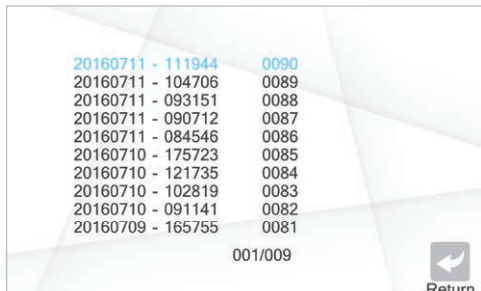 20160711 - 111944 0090
20160711 - 104706 0089
20160711 - 093151 0088
20160711 - 090712 0087
20160711 - 084546 0086
20160710 - 175723 0085
20160710 - 121735 0084
20160710 - 102819 0083
20160710 - 091141 0082
20160709 - 165755 0081
001/009
Return